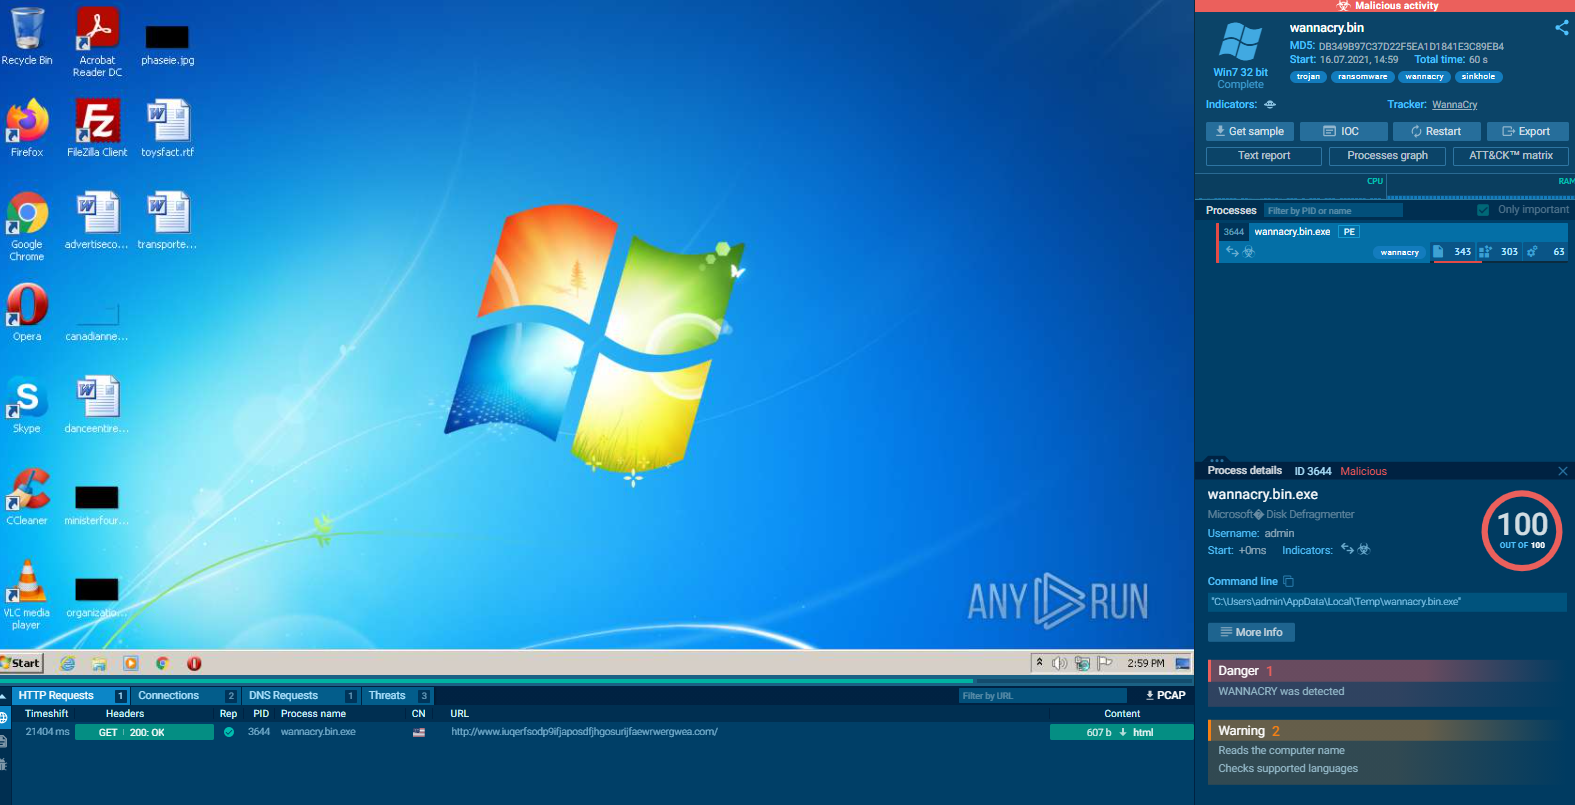 Recycle Bin
Acrobat
Reader DC
phaseie.jpg
Firefox
FileZilla Client
toysfact.rtf
Google
Chrome
advertiseco...
transporte...
Opera
canadianne...
Skype
danceentire...
CCleaner
ministerfour...
VLC media
player
organizatio...
ANY RUN
Start
2:59 PM
Malicious activity
wannacry.bin
MD5: DB349B97C37D22F5EA1D1841E3C89EB4
Start: 16.07.2021, 14:59 Total time: 60 s
Win7 32 bit
Complete
trojan ransomware wannacry sinkhole
Indicators: Tracker: WannaCry
Get sample IOC Restart Export
Text report Processes graph ATT&CK™ matrix
CPU RAM
Processes Filter by PID or name Only important
3644 wannacry.bin.exe PE
wannacry 343 303 63
Process details ID 3644 Malicious
wannacry.bin.exe
Microsoft� Disk Defragmenter
Username: admin
Start: +0ms Indicators:
100
OUT OF 100
Command line
"C:\Users\admin\AppData\Local\Temp\wannacry.bin.exe"
More Info
Danger 1
WANNACRY was detected
Warning 2
Reads the computer name
Checks supported languages
HTTP Requests 1 Connections 2 DNS Requests 1 Threats 3 Filter by URL PCAP
Timeshift Headers Rep PID Process name CN URL Content
21404 ms GET 200: OK 3644 wannacry.bin.exe http://www.iuqerfsodp9ifjaposdfjhgosurijfaewrwergwea.com/ 607 b html